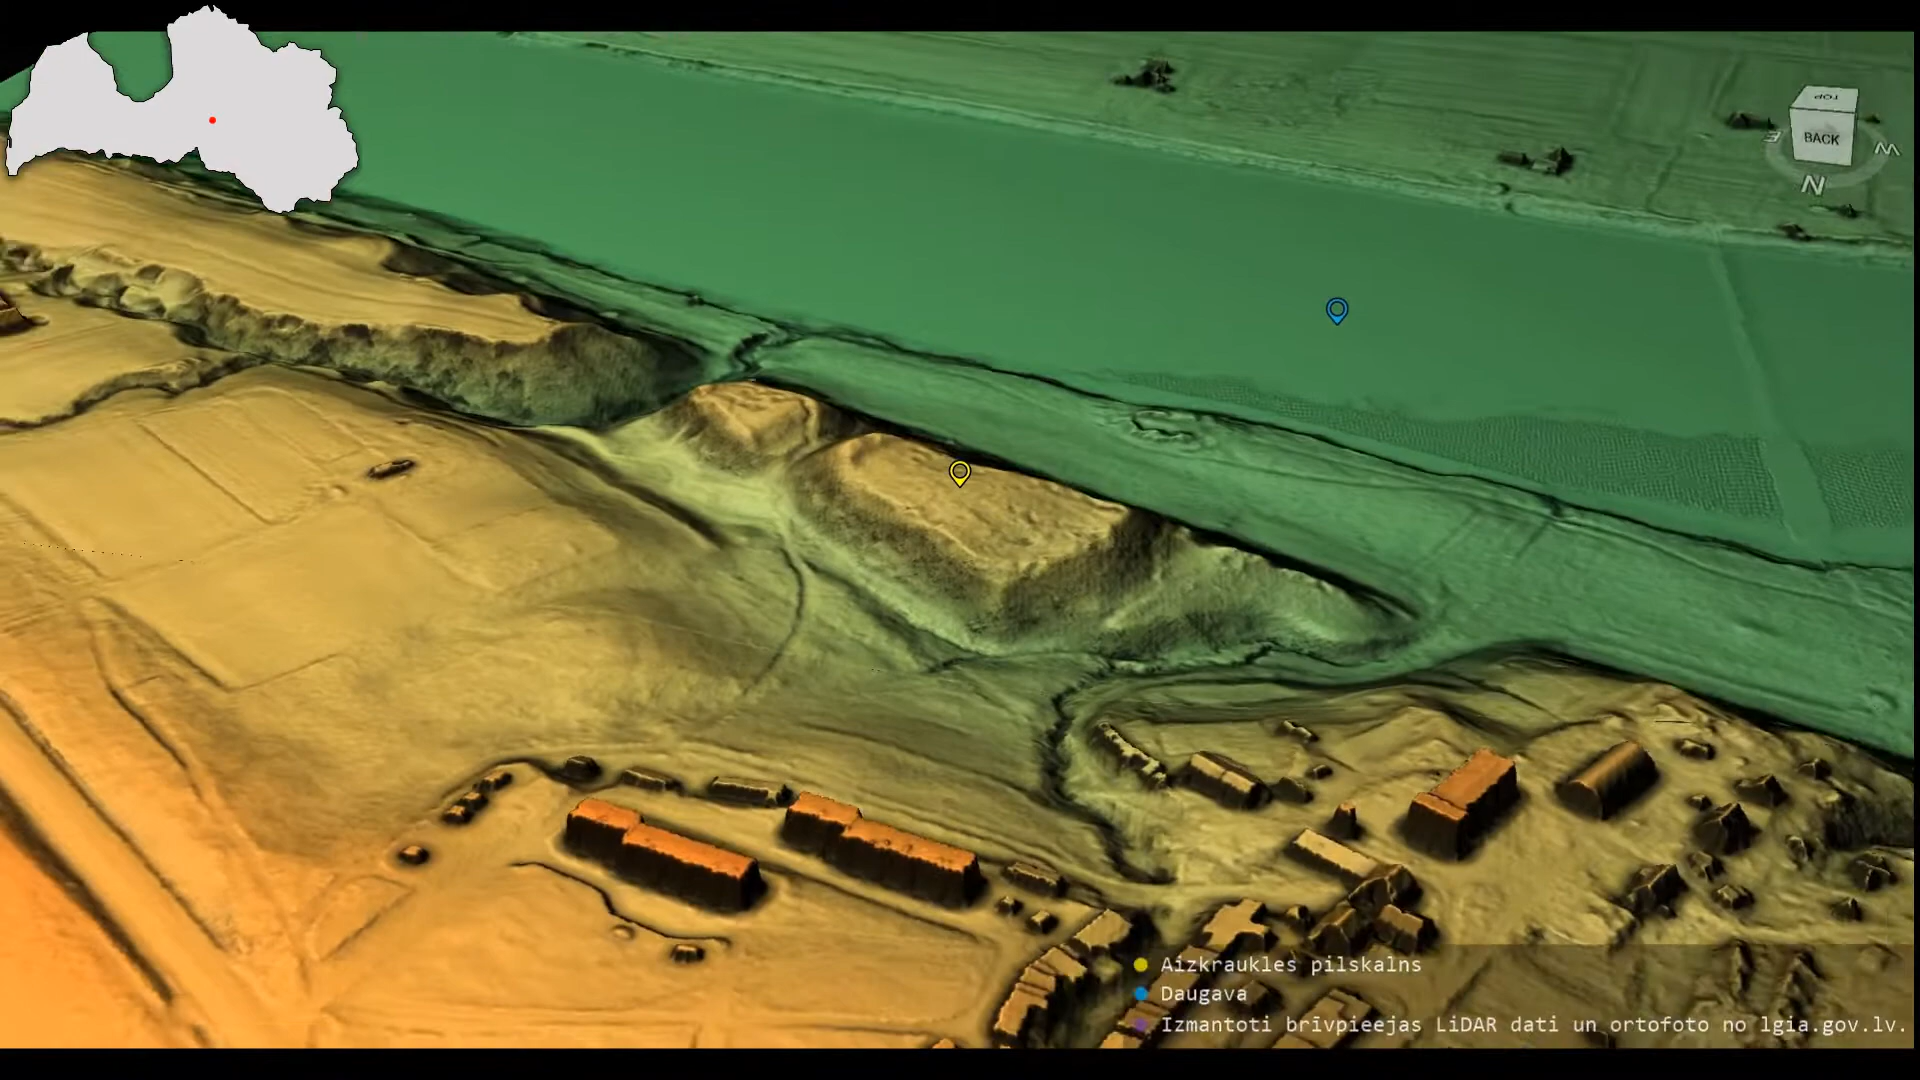 TOP
BACK
E
W
N
Aizkraukles pilskalns
Daugava
Izmantoti brīvpieejas LiDAR dati un ortofoto no lgia.gov.lv.